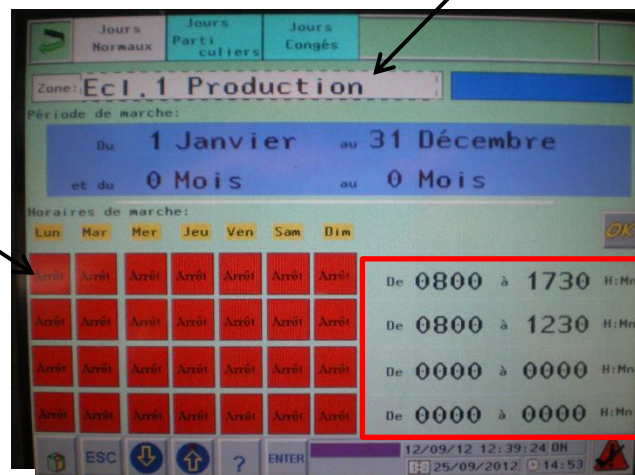 Jours Normaux
Jours Parti culiers
Jours Congés
Zone: Ecl.1 Production
Période de marche:
Du 1 Janvier au 31 Décembre
et du 0 Mois au 0 Mois
Horaires de marche:
Lun Mar Mer Jeu Ven Sam Dim
OK
Arrêt Arrêt Arrêt Arrêt Arrêt Arrêt Arrêt De 0800 à 1730 H:Mn
Arrêt Arrêt Arrêt Arrêt Arrêt Arrêt Arrêt De 0800 à 1230 H:Mn
Arrêt Arrêt Arrêt Arrêt Arrêt Arrêt Arrêt De 0000 à 0000 H:Mn
Arrêt Arrêt Arrêt Arrêt Arrêt Arrêt Arrêt De 0000 à 0000 H:Mn
ESC ? ENTER
12/09/12 12:39:24 ON
25/09/2012 14:53